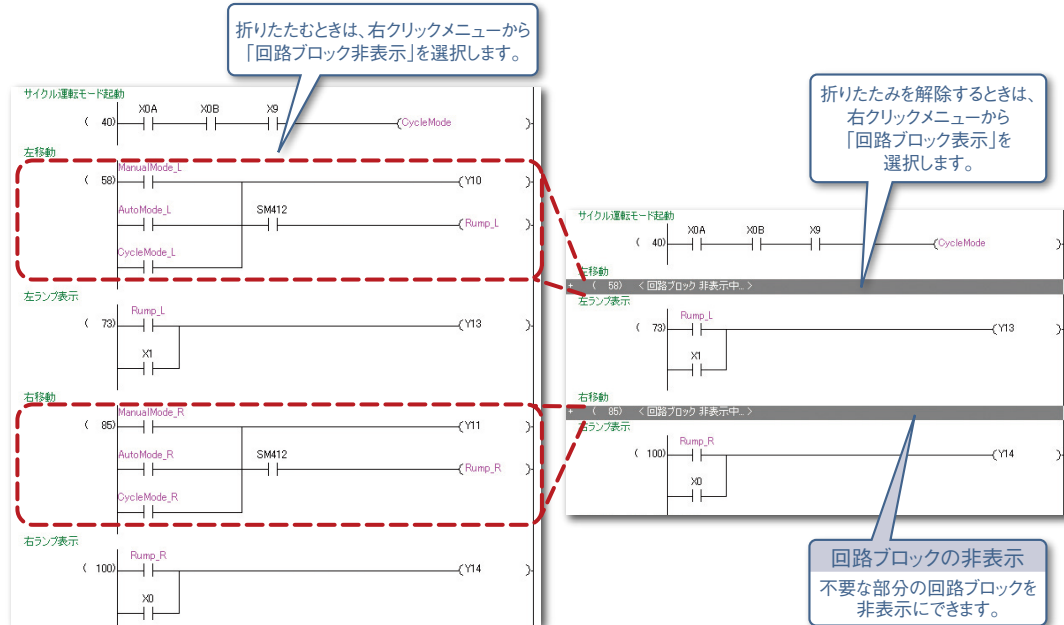 折りたたむときは、右クリックメニューから
「回路ブロック非表示」を選択します。
サイクル運転モード起動
X0A X0B X9
( 40) (CycleMode )
左移動
ManualMode_L
( 58) (Y10 )
AutoMode_L SM412
(Rump_L )
CycleMode_L
左ランプ表示
Rump_L
( 73) (Y13 )
X1
右移動
ManualMode_R
( 85) (Y11 )
AutoMode_R SM412
(Rump_R )
CycleMode_R
右ランプ表示
Rump_R
( 100) (Y14 )
X0
折りたたみを解除するときは、
右クリックメニューから
「回路ブロック表示」を
選択します。
サイクル運転モード起動
X0A X0B X9
( 40) (CycleMode )
左移動
+ ( 58) <回路ブロック 非表示中...>
左ランプ表示
Rump_L
( 73) (Y13 )
X1
右移動
+ ( 85) <回路ブロック 非表示中...>
右ランプ表示
Rump_R
( 100) (Y14 )
X0
回路ブロックの非表示
不要な部分の回路ブロックを
非表示にできます。